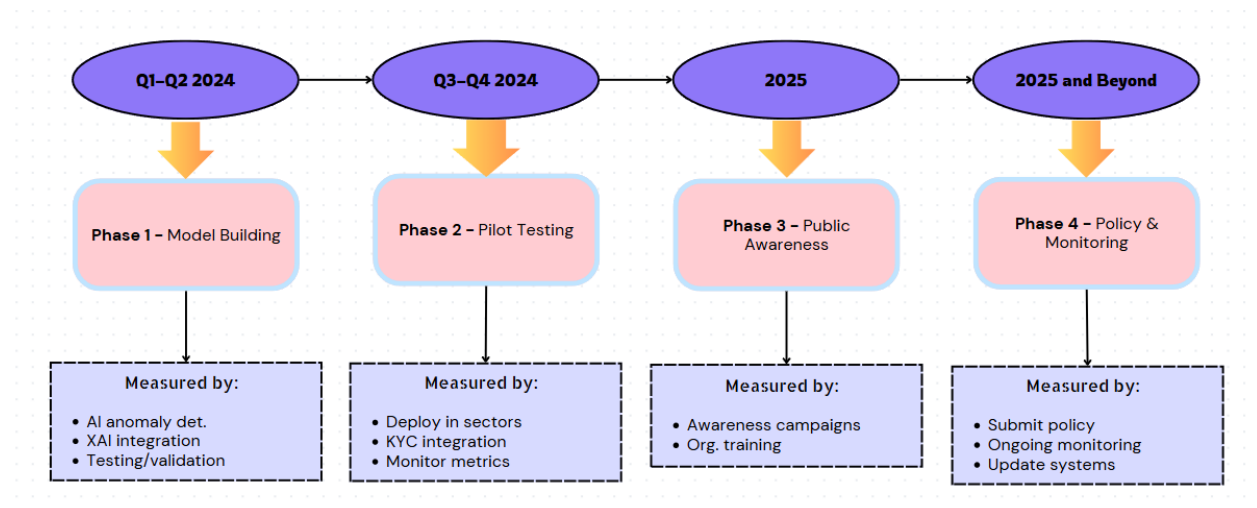 Q1–Q2 2024
Q3–Q4 2024
2025
2025 and Beyond
Phase 1 – Model Building
Phase 2 – Pilot Testing
Phase 3 – Public
Awareness
Phase 4 – Policy &
Monitoring
Measured by:
• AI anomaly det.
• XAI integration
• Testing/validation
Measured by:
• Deploy in sectors
• KYC integration
• Monitor metrics
Measured by:
• Awareness campaigns
• Org. training
Measured by:
• Submit policy
• Ongoing monitoring
• Update systems